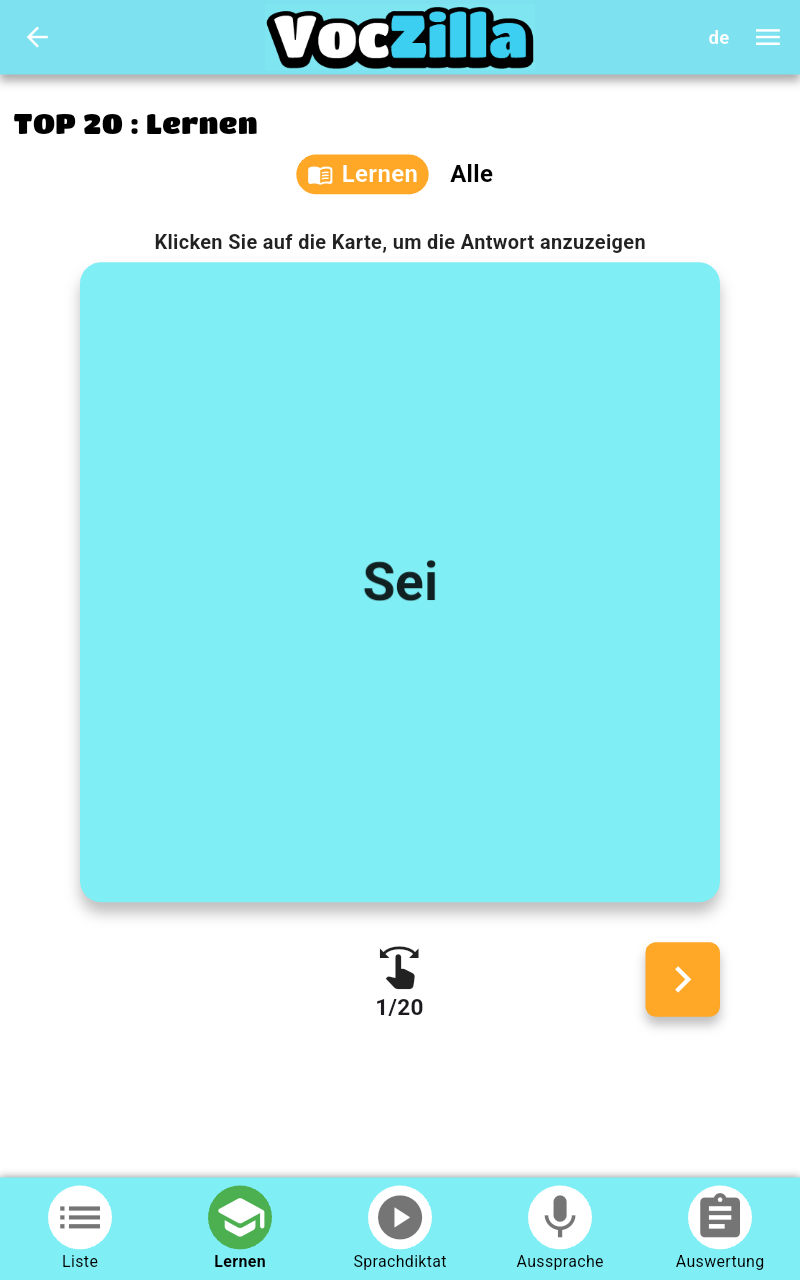 VocZilla
de
TOP 20 : Lernen
Lernen Alle
Klicken Sie auf die Karte, um die Antwort anzuzeigen
Sei
1/20
Liste Lernen Sprachdiktat Aussprache Auswertung